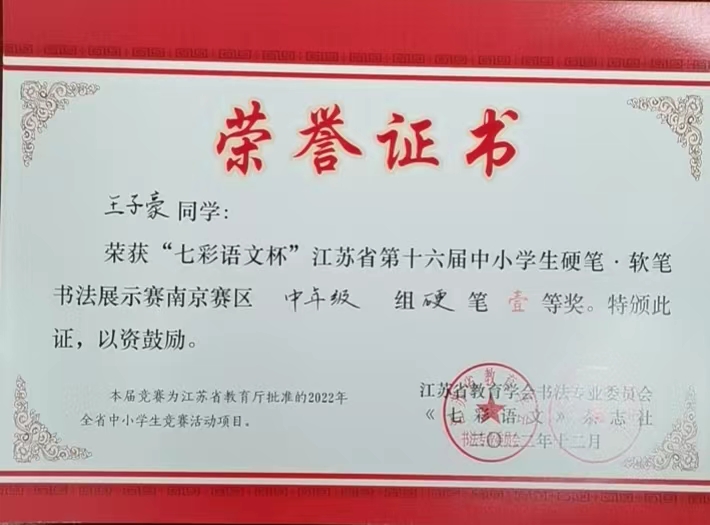 荣誉证书
王子豪同学：
荣获“七彩语文杯”江苏省第十六届中小学生硬笔·软笔
书法展示赛南京赛区 中年级 组硬笔壹等奖。特颁此
证，以资鼓励。
本届竞赛为江苏省教育厅批准的2022年
全省中小学生竞赛活动项目。
江苏省教育学会书法专业委员会
《七彩语文》杂志社
二〇二二年十二月